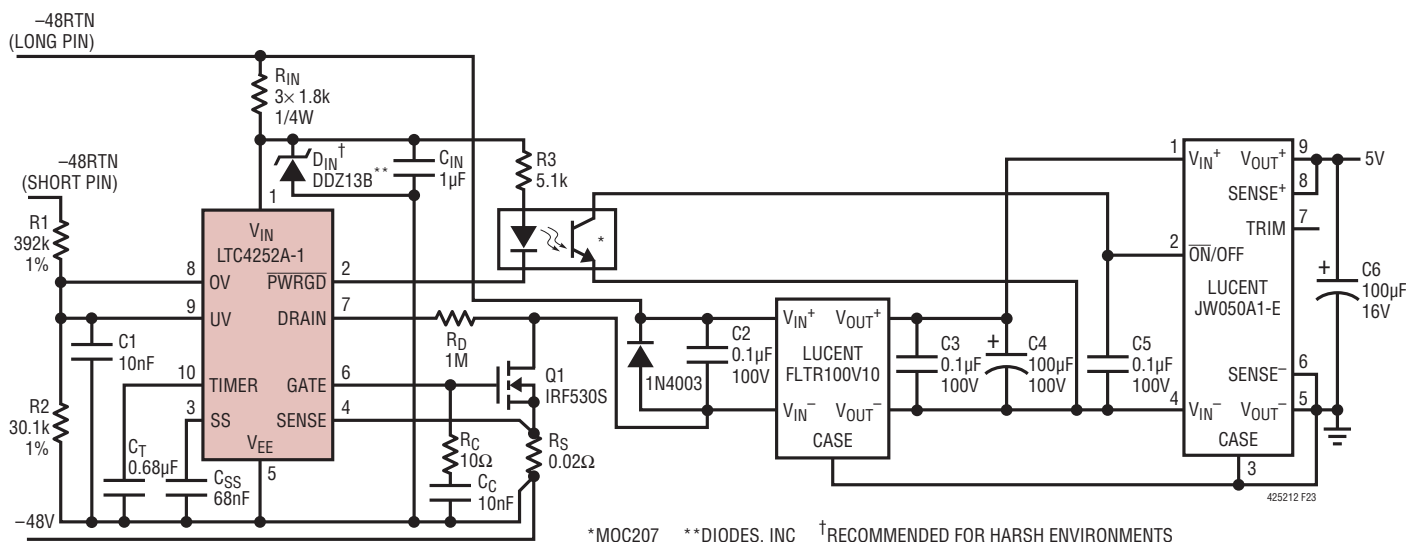 –48RTN
(LONG PIN)
RIN
3× 1.8k
1/4W
–48RTN
(SHORT PIN)
DIN†
DDZ13B**
CIN
1µF
R3
5.1k
1
R1
392k
1%
VIN
LTC4252A-1
8
OV
PWRGD
2
9
UV
DRAIN
7
C1
10nF
10
TIMER
GATE
6
3
SS
SENSE
4
VEE
5
R2
30.1k
1%
CT
0.68µF
CSS
68nF
–48V
RD
1M
Q1
IRF530S
RC
10Ω
CC
10nF
RS
0.02Ω
*
1N4003
C2
0.1µF
100V
VIN+
VOUT+
LUCENT
FLTR100V10
VIN–
VOUT–
CASE
C3
0.1µF
100V
+
C4
100µF
100V
C5
0.1µF
100V
1
VIN+
VOUT+
9
5V
SENSE+
8
TRIM
7
2
ON/OFF
LUCENT
JW050A1-E
SENSE–
6
4
VIN–
VOUT–
5
CASE
3
+
C6
100µF
16V
425212 F23
*MOC207 **DIODES, INC †RECOMMENDED FOR HARSH ENVIRONMENTS